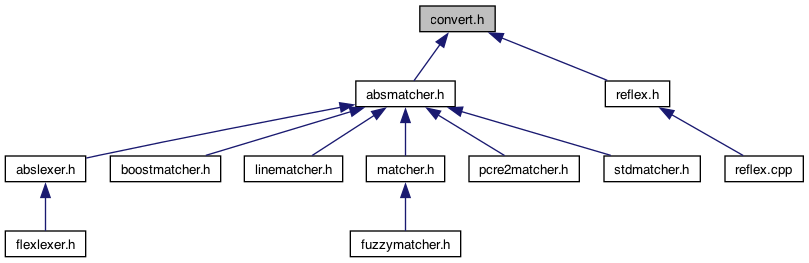 convert.h
absmatcher.h
reflex.h
abslexer.h
boostmatcher.h
linematcher.h
matcher.h
pcre2matcher.h
stdmatcher.h
reflex.cpp
flexlexer.h
fuzzymatcher.h